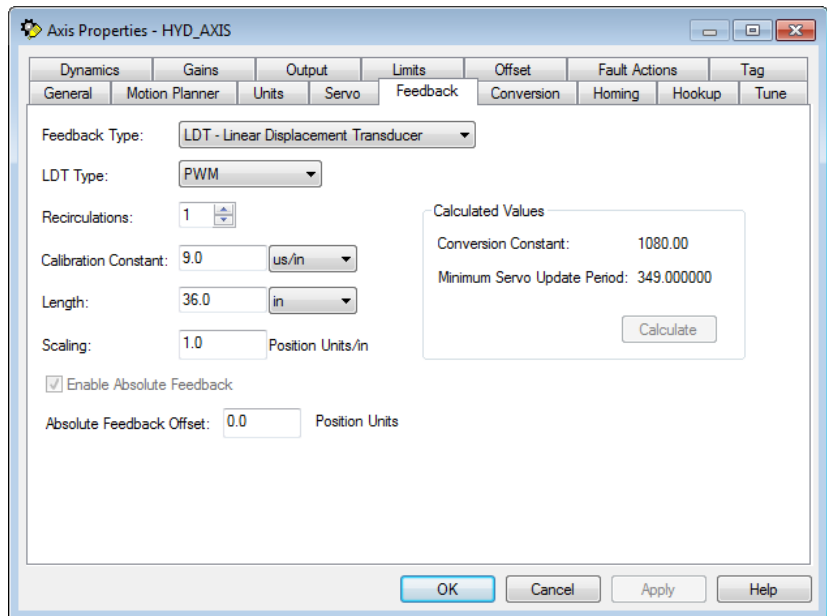 Axis Properties - HYD_AXIS
Dynamics Gains Output Limits Offset Fault Actions Tag
General Motion Planner Units Servo Feedback Conversion Homing Hookup Tune
Feedback Type: LDT - Linear Displacement Transducer
LDT Type: PWM
Recirculations: 1
Calibration Constant: 9.0 us/in
Length: 36.0 in
Scaling: 1.0 Position Units/in
Enable Absolute Feedback
Absolute Feedback Offset: 0.0 Position Units
Calculated Values
Conversion Constant: 1080.00
Minimum Servo Update Period: 349.000000
Calculate
OK Cancel Apply Help